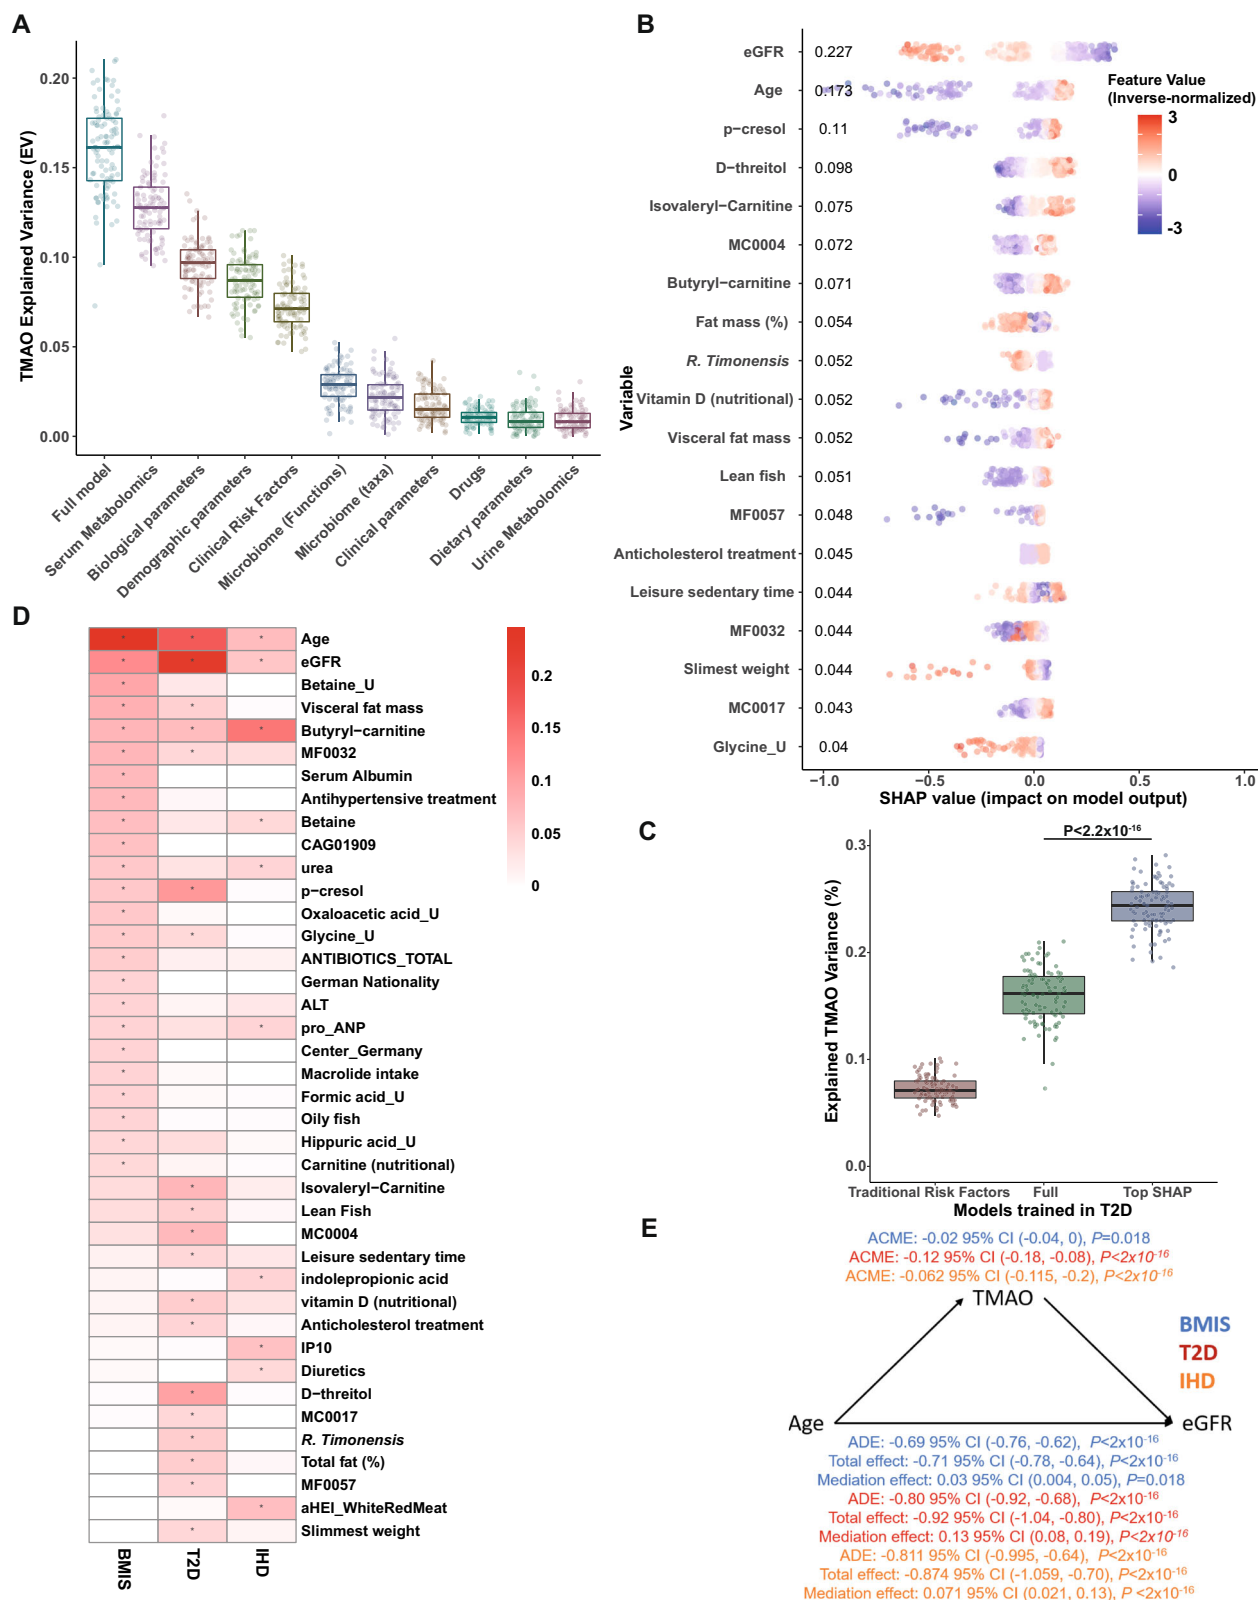 A
TMAO Explained Variance (EV)
0.20
0.15
0.10
0.05
0.00
Full model
Serum Metabolomics
Biological parameters
Demographic parameters
Clinical Risk Factors
Microbiome (Functions)
Microbiome (taxa)
Clinical parameters
Drugs
Dietary parameters
Urine Metabolomics
B
Variable
eGFR 0.227
Age 0.173
p−cresol 0.11
D−threitol 0.098
Isovaleryl−Carnitine 0.075
MC0004 0.072
Butyryl−carnitine 0.071
Fat mass (%) 0.054
R. Timonensis 0.052
Vitamin D (nutritional) 0.052
Visceral fat mass 0.052
Lean fish 0.051
MF0057 0.048
Anticholesterol treatment 0.045
Leisure sedentary time 0.044
MF0032 0.044
Slimest weight 0.044
MC0017 0.043
Glycine_U 0.04
−1.0 −0.5 0.0 0.5 1.0
SHAP value (impact on model output)
Feature Value
(Inverse−normalized)
3
0
-3
C
Explained TMAO Variance (%)
P<2.2x10-16
0.3
0.2
0.1
0.0
Traditional Risk Factors Full Top SHAP
Models trained in T2D
D
Age
eGFR
Betaine_U
Visceral fat mass
Butyryl−carnitine
MF0032
Serum Albumin
Antihypertensive treatment
Betaine
CAG01909
urea
p−cresol
Oxaloacetic acid_U
Glycine_U
ANTIBIOTICS_TOTAL
German Nationality
ALT
pro_ANP
Center_Germany
Macrolide intake
Formic acid_U
Oily fish
Hippuric acid_U
Carnitine (nutritional)
Isovaleryl−Carnitine
Lean Fish
MC0004
Leisure sedentary time
indolepropionic acid
vitamin D (nutritional)
Anticholesterol treatment
IP10
Diuretics
D−threitol
MC0017
R. Timonensis
Total fat (%)
MF0057
aHEI_WhiteRedMeat
Slimmest weight
BMIS T2D IHD
0.2
0.15
0.1
0.05
0
E
ACME: -0.02 95% CI (-0.04, 0), P=0.018
ACME: -0.12 95% CI (-0.18, -0.08), P<2x10-16
ACME: -0.062 95% CI (-0.115, -0.2), P<2x10-16
TMAO
BMIS
T2D
IHD
Age eGFR
ADE: -0.69 95% CI (-0.76, -0.62), P<2x10-16
Total effect: -0.71 95% CI (-0.78, -0.64), P<2x10-16
Mediation effect: 0.03 95% CI (0.004, 0.05), P=0.018
ADE: -0.80 95% CI (-0.92, -0.68), P<2x10-16
Total effect: -0.92 95% CI (-1.04, -0.80), P<2x10-16
Mediation effect: 0.13 95% CI (0.08, 0.19), P<2x10-16
ADE: -0.811 95% CI (-0.995, -0.64), P<2x10-16
Total effect: -0.874 95% CI (-1.059, -0.70), P<2x10-16
Mediation effect: 0.071 95% CI (0.021, 0.13), P <2x10-16